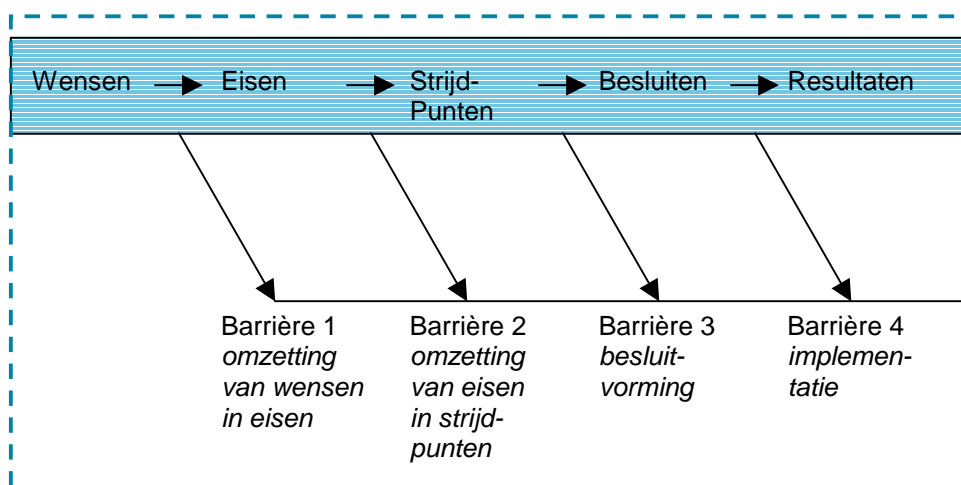 Wensen Eisen Strijd- Besluiten Resultaten
Punten
Barrière 1 Barrière 2 Barrière 3 Barrière 4
omzetting omzetting besluit- implemen-
van wensen van eisen vorming tatie
in eisen in strijd-
punten